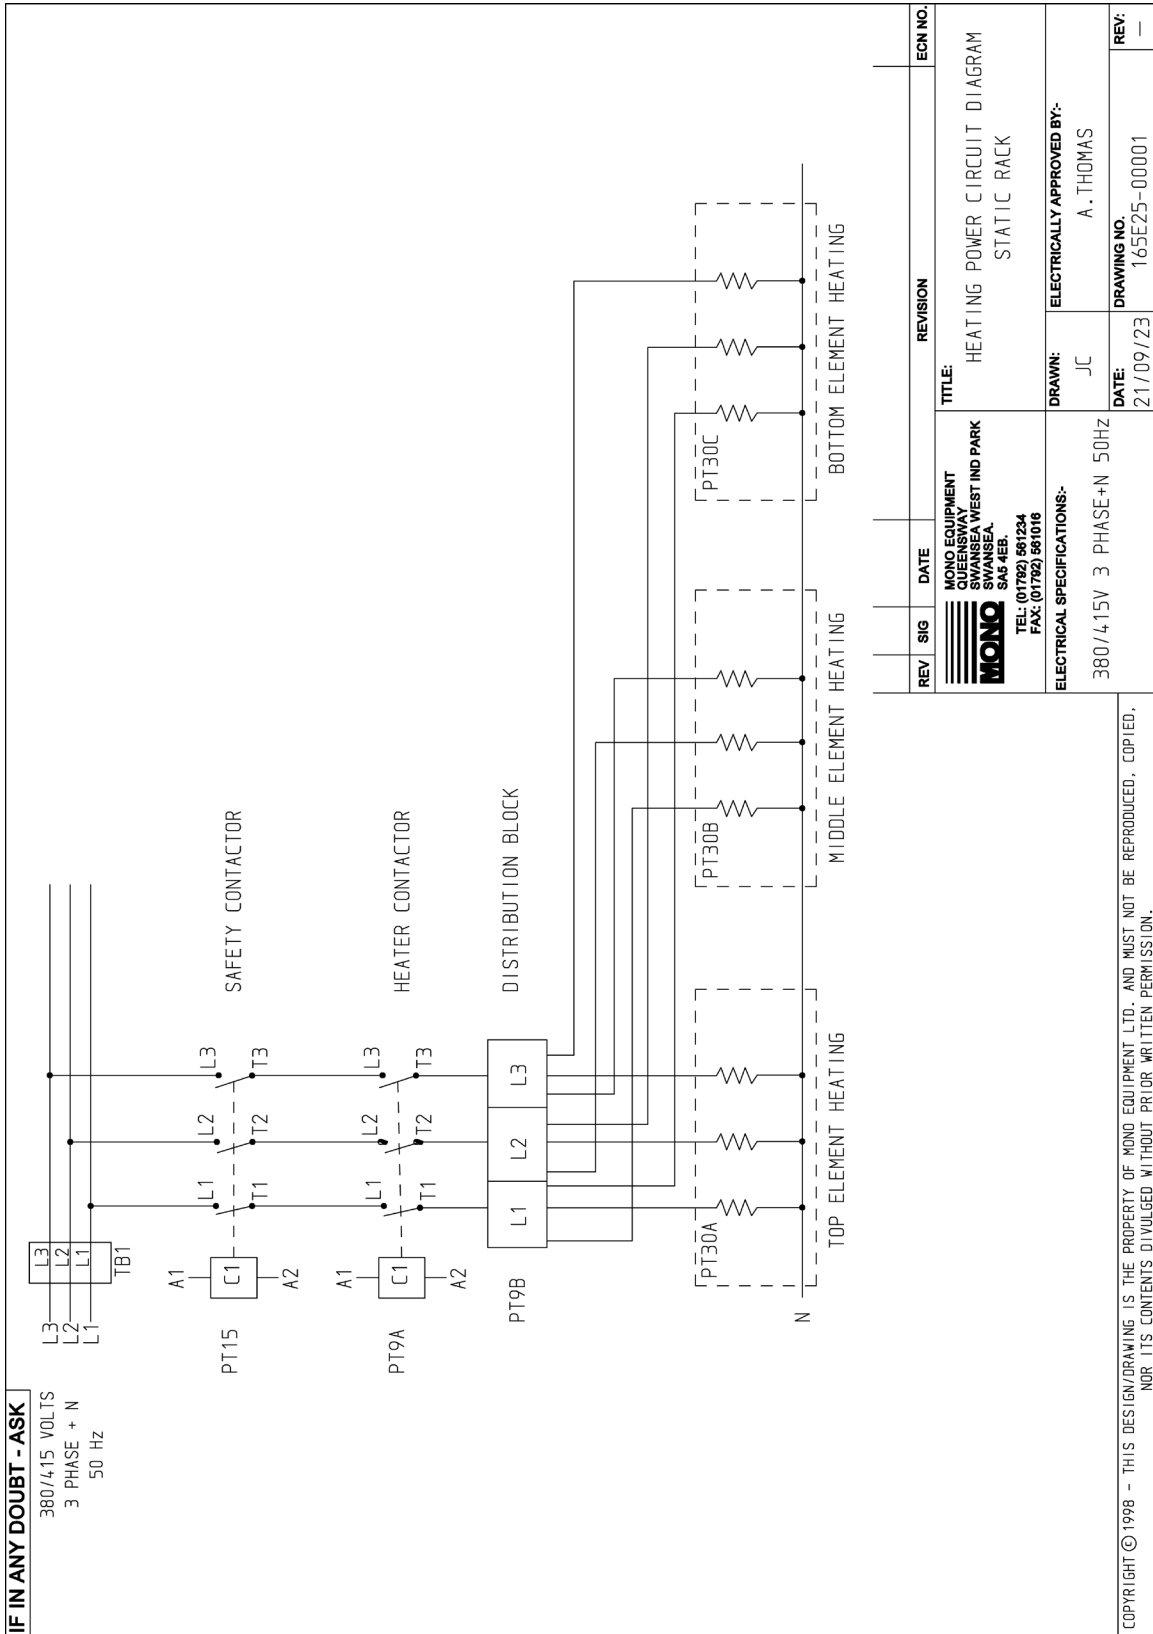 IF IN ANY DOUBT - ASK
380/415 VOLTS
3 PHASE + N
50 Hz
L3
L2
L1
L3
L2
L1
TB1
A1
C1
A2
PT15
L1
L2
L3
T1
T2
T3
SAFETY CONTACTOR
A1
C1
A2
PT9A
L1
L2
L3
T1
T2
T3
HEATER CONTACTOR
PT9B
L1
L2
L3
DISTRIBUTION BLOCK
PT30A
PT30B
PT30C
N
TOP ELEMENT HEATING
MIDDLE ELEMENT HEATING
BOTTOM ELEMENT HEATING
REV SIG DATE REVISION ECN NO.
MONO
MONO EQUIPMENT
QUEENSWAY
SWANSEA WEST IND PARK
SWANSEA.
SA5 4EB.
TEL: (01792) 561234
FAX: (01792) 561016
TITLE:
HEATING POWER CIRCUIT DIAGRAM
STATIC RACK
ELECTRICAL SPECIFICATIONS:-
380/415V 3 PHASE+N 50HZ
DRAWN:
JC
ELECTRICALLY APPROVED BY:-
A.THOMAS
DATE:
21/09/23
DRAWING NO.
165E25-00001
REV:
—
COPYRIGHT © 1998 - THIS DESIGN/DRAWING IS THE PROPERTY OF MONO EQUIPMENT LTD. AND MUST NOT BE REPRODUCED, COPIED,
NOR ITS CONTENTS DIVULGED WITHOUT PRIOR WRITTEN PERMISSION.